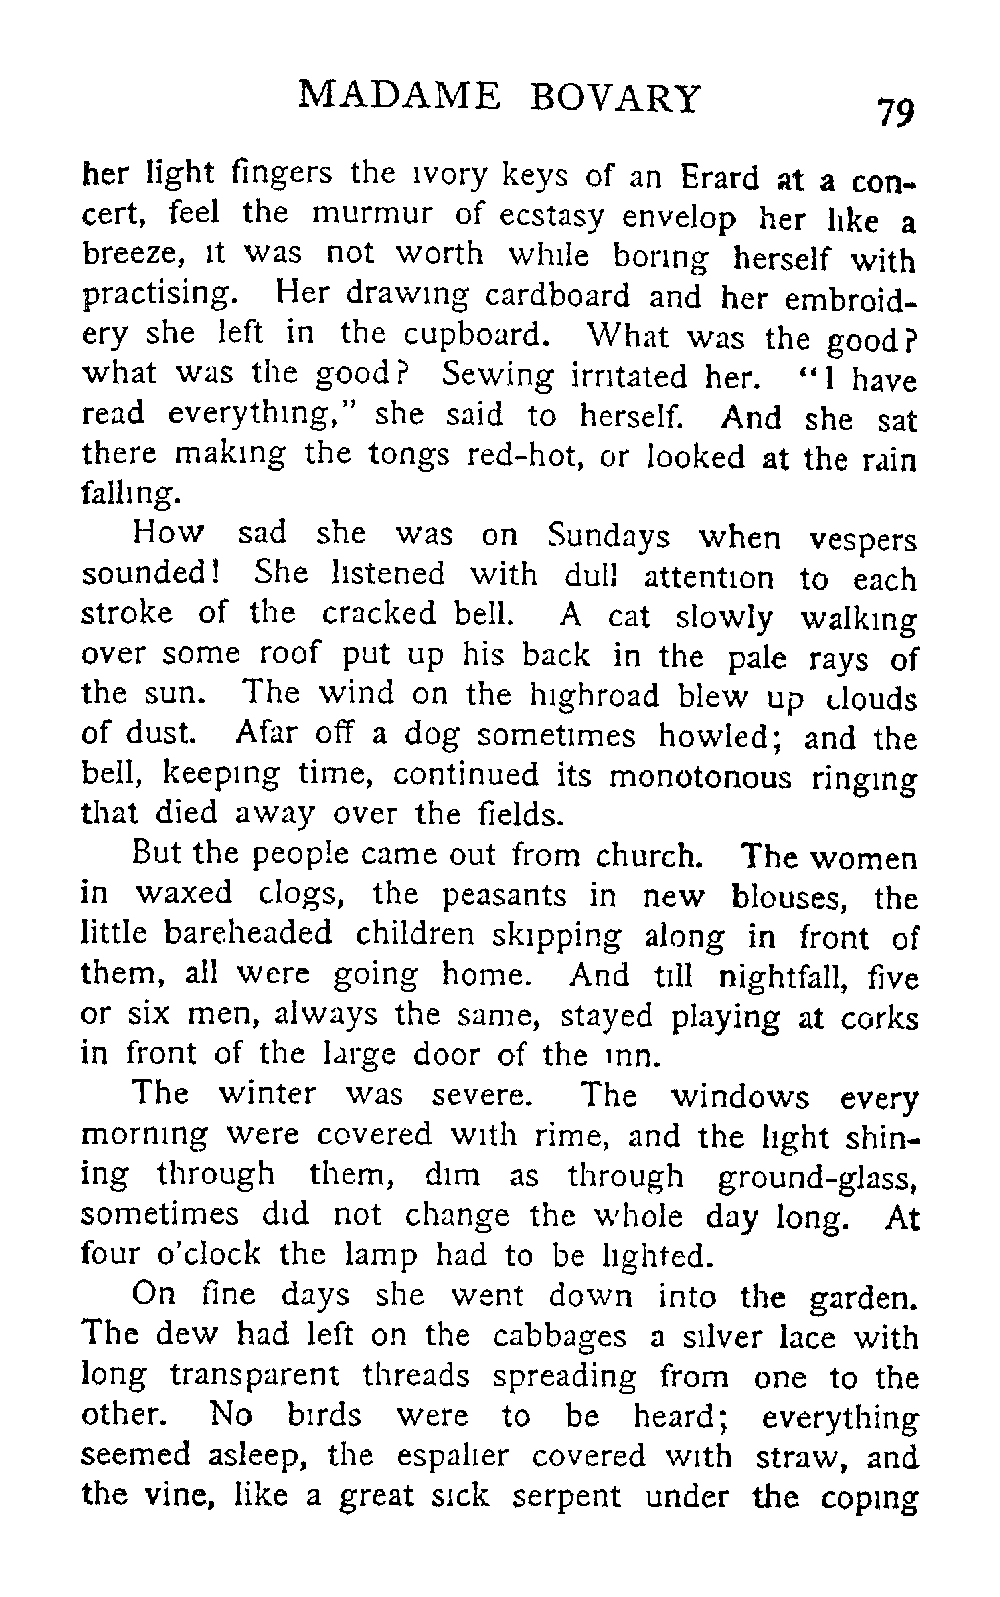 MADAME BOVARY
79
her light fingers the ivory keys of an Erard at a con-
cert, feel the murmur of ecstasy envelop her like a
breeze, it was not worth while boring herself with
practising. Her drawing cardboard and her embroid-
ery she left in the cupboard. What was the good?
what was the good? Sewing irritated her. "I have
read everything," she said to herself. And she sat
there making the tongs red-hot, or looked at the rain
falling.
How sad she was on Sundays when vespers
sounded! She listened with dull attention to each
stroke of the cracked bell. A cat slowly walking
over some roof put up his back in the pale rays of
the sun. The wind on the highroad blew up clouds
of dust. Afar off a dog sometimes howled; and the
bell, keeping time, continued its monotonous ringing
that died away over the fields.
But the people came out from church. The women
in waxed clogs, the peasants in new blouses, the
little bareheaded children skipping along in front of
them, all were going home. And till nightfall, five
or six men, always the same, stayed playing at corks
in front of the large door of the inn.
The winter was severe. The windows every
morning were covered with rime, and the light shin-
ing through them, dim as through ground-glass,
sometimes did not change the whole day long. At
four o'clock the lamp had to be lighted.
On fine days she went down into the garden.
The dew had left on the cabbages a silver lace with
long transparent threads spreading from one to the
other. No birds were to be heard; everything
seemed asleep, the espalier covered with straw, and
the vine, like a great sick serpent under the coping